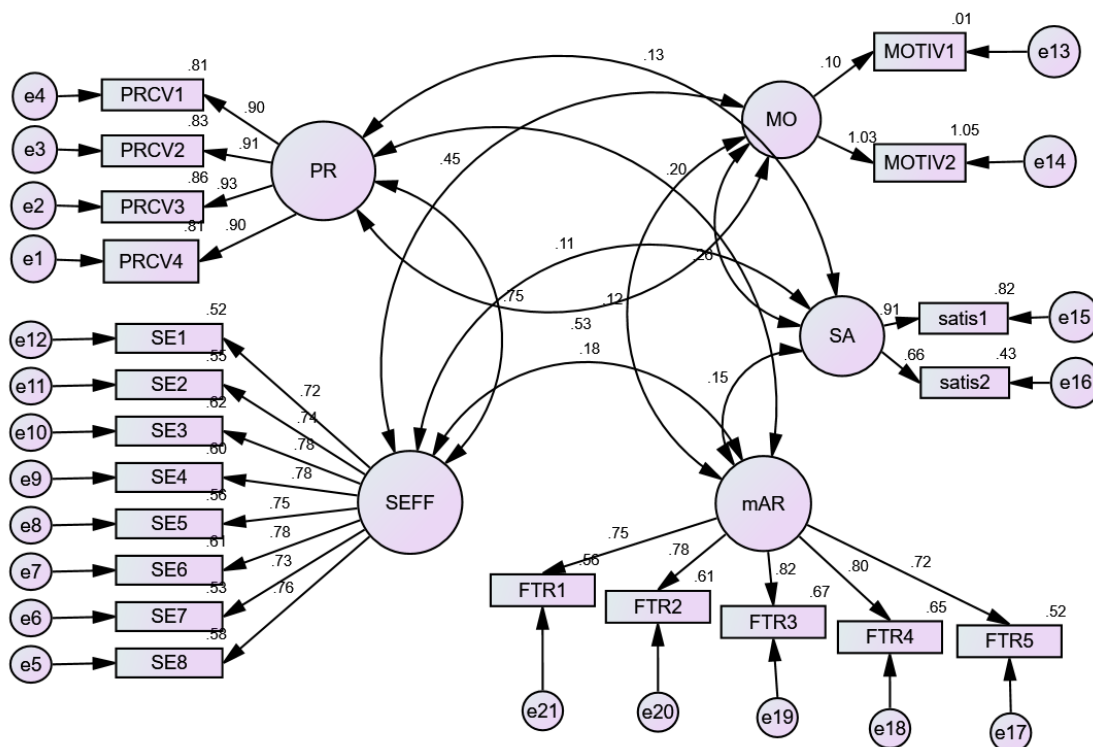 .13
.01
MOTIV1
e13
.10
MO
.81
e4
PRCV1
.90
.83
e3
PRCV2
.91
PR
.86
.93
e2
PRCV3
.81
.90
e1
PRCV4
.45
.20
1.03
1.05
MOTIV2
e14
.11
.26
.75
.12
.53
.18
.15
SA
.91
.82
satis1
e15
.66
.43
satis2
e16
.52
e12
SE1
.72
.55
e11
SE2
.74
.62
e10
SE3
.78
.60
e9
SE4
.78
.56
e8
SE5
.75
.61
e7
SE6
.78
.53
e6
SE7
.73
.58
e5
SE8
.76
SEFF
mAR
.75
.78
.82
.80
.72
.56
FTR1
.61
FTR2
.67
FTR3
.65
FTR4
.52
FTR5
e21
e20
e19
e18
e17